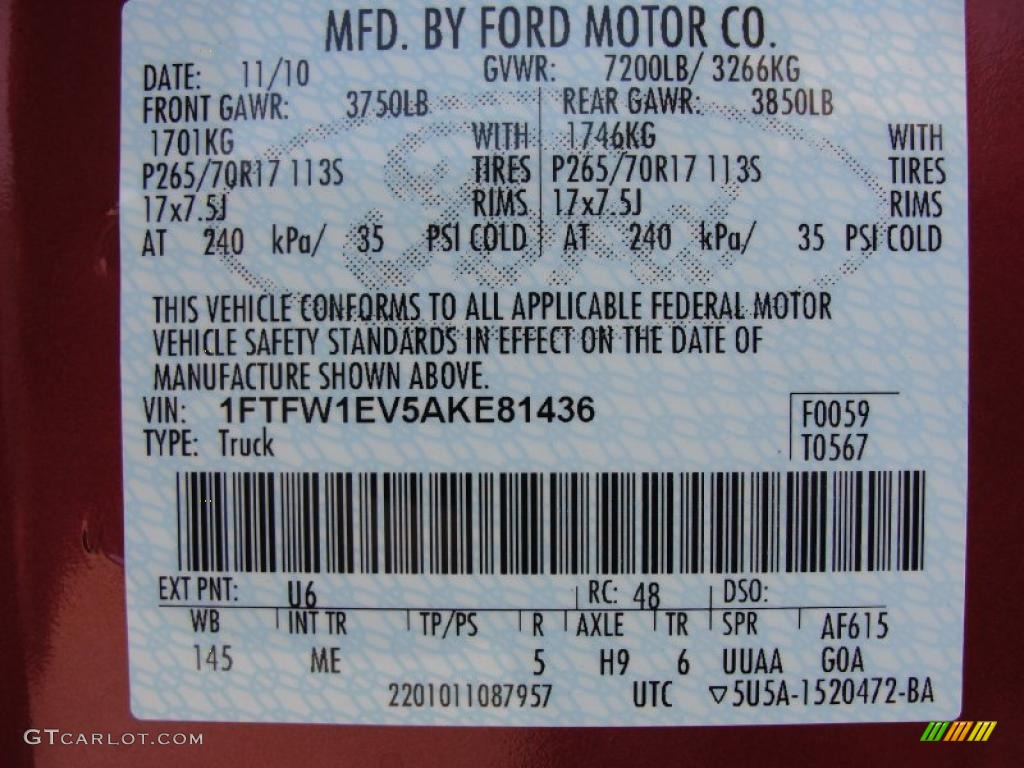 MFD. BY FORD MOTOR CO.
DATE: 11/10 GVWR: 7200LB/ 3266KG
FRONT GAWR: 3750LB REAR GAWR: 3850LB
1701KG WITH 1746KG WITH
P265/70R17 113S TIRES P265/70R17 113S TIRES
17x7.5J RIMS 17x7.5J RIMS
AT 240 kPa/ 35 PSI COLD AT 240 kPa/ 35 PSI COLD
THIS VEHICLE CONFORMS TO ALL APPLICABLE FEDERAL MOTOR
VEHICLE SAFETY STANDARDS IN EFFECT ON THE DATE OF
MANUFACTURE SHOWN ABOVE.
VIN: 1FTFW1EV5AKE81436 F0059
TYPE: Truck T0567
EXT PNT: U6 RC: 48 DSO:
WB INT TR TP/PS R AXLE TR SPR AF615
145 ME 5 H9 6 UUAA GOA
2201011087957 UTC ▽5U5A-1520472-BA
GTCARLOT.COM